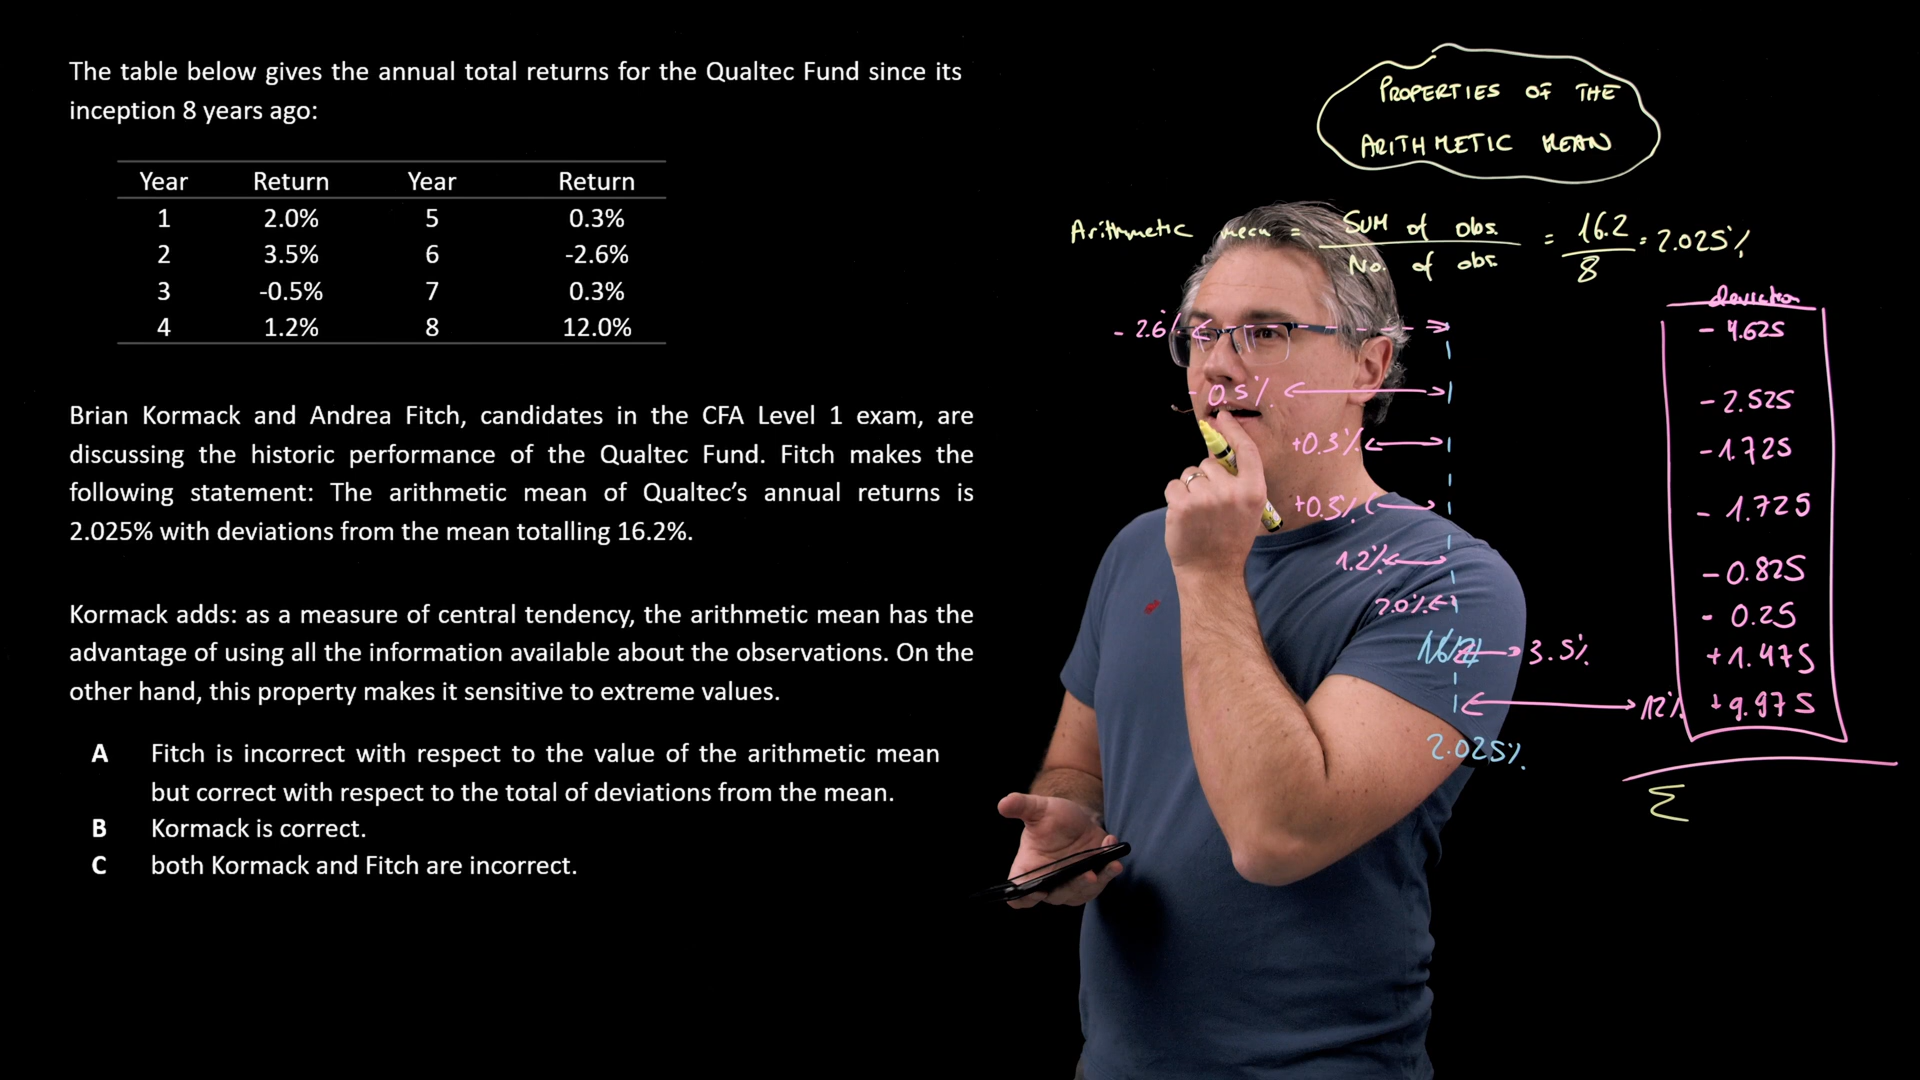 The table below gives the annual total returns for the Qualtec Fund since its
inception 8 years ago:
Year Return Year Return
1 2.0% 5 0.3%
2 3.5% 6 -2.6%
3 -0.5% 7 0.3%
4 1.2% 8 12.0%
Brian Kormack and Andrea Fitch, candidates in the CFA Level 1 exam, are
discussing the historic performance of the Qualtec Fund. Fitch makes the
following statement: The arithmetic mean of Qualtec’s annual returns is
2.025% with deviations from the mean totalling 16.2%.
Kormack adds: as a measure of central tendency, the arithmetic mean has the
advantage of using all the information available about the observations. On the
other hand, this property makes it sensitive to extreme values.
A Fitch is incorrect with respect to the value of the arithmetic mean
but correct with respect to the total of deviations from the mean.
B Kormack is correct.
C both Kormack and Fitch are incorrect.
PROPERTIES OF THE
ARITHMETIC MEAN
Arithmetic mean = SUM of obs. = 16.2 = 2.025%
No. of obs. 8
deviation
- 2.6% - 4.625
- 0.5% - 2.525
+0.3% - 1.725
+0.3% - 1.725
1.2% - 0.825
2.0% - 0.25
3.5% + 1.475
12% + 9.975
2.025%
Σ